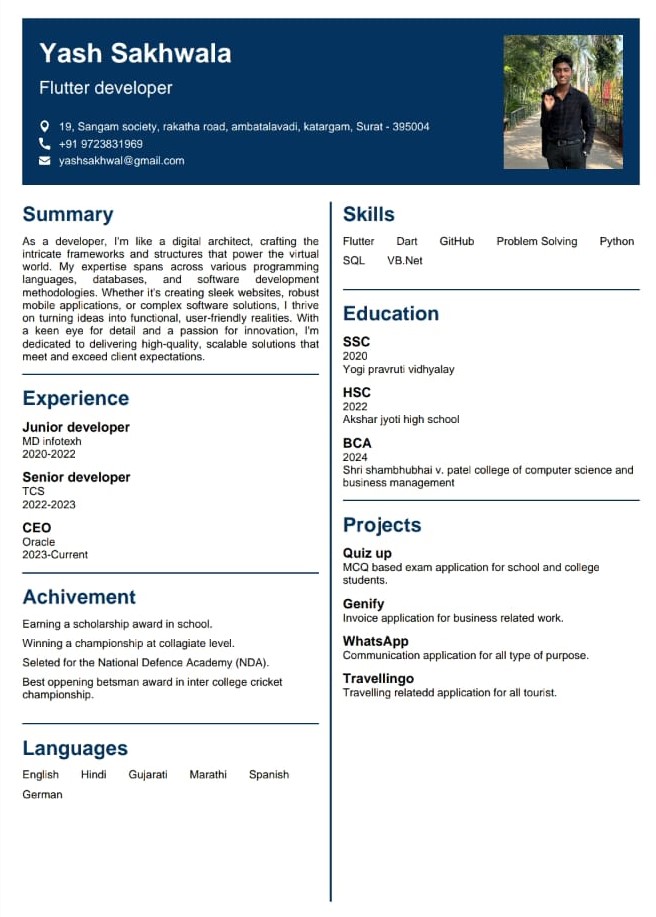 Yash Sakhwala
Flutter developer
19, Sangam society, rakatha road, ambatalavadi, katargam, Surat - 395004
+91 9723831969
yashsakhwal@gmail.com
Summary
As a developer, I'm like a digital architect, crafting the
intricate frameworks and structures that power the virtual
world. My expertise spans across various programming
languages, databases, and software development
methodologies. Whether it's creating sleek websites, robust
mobile applications, or complex software solutions, I thrive
on turning ideas into functional, user-friendly realities. With
a keen eye for detail and a passion for innovation, I'm
dedicated to delivering high-quality, scalable solutions that
meet and exceed client expectations.
Experience
Junior developer
MD infotexh
2020-2022
Senior developer
TCS
2022-2023
CEO
Oracle
2023-Current
Achivement
Earning a scholarship award in school.
Winning a championship at collagiate level.
Seleted for the National Defence Academy (NDA).
Best oppening betsman award in inter college cricket
championship.
Languages
English Hindi Gujarati Marathi Spanish
German
Skills
Flutter Dart GitHub Problem Solving Python
SQL VB.Net
Education
SSC
2020
Yogi pravruti vidhyalay
HSC
2022
Akshar jyoti high school
BCA
2024
Shri shambhubhai v. patel college of computer science and
business management
Projects
Quiz up
MCQ based exam application for school and college
students.
Genify
Invoice application for business related work.
WhatsApp
Communication application for all type of purpose.
Travellingo
Travelling relatedd application for all tourist.